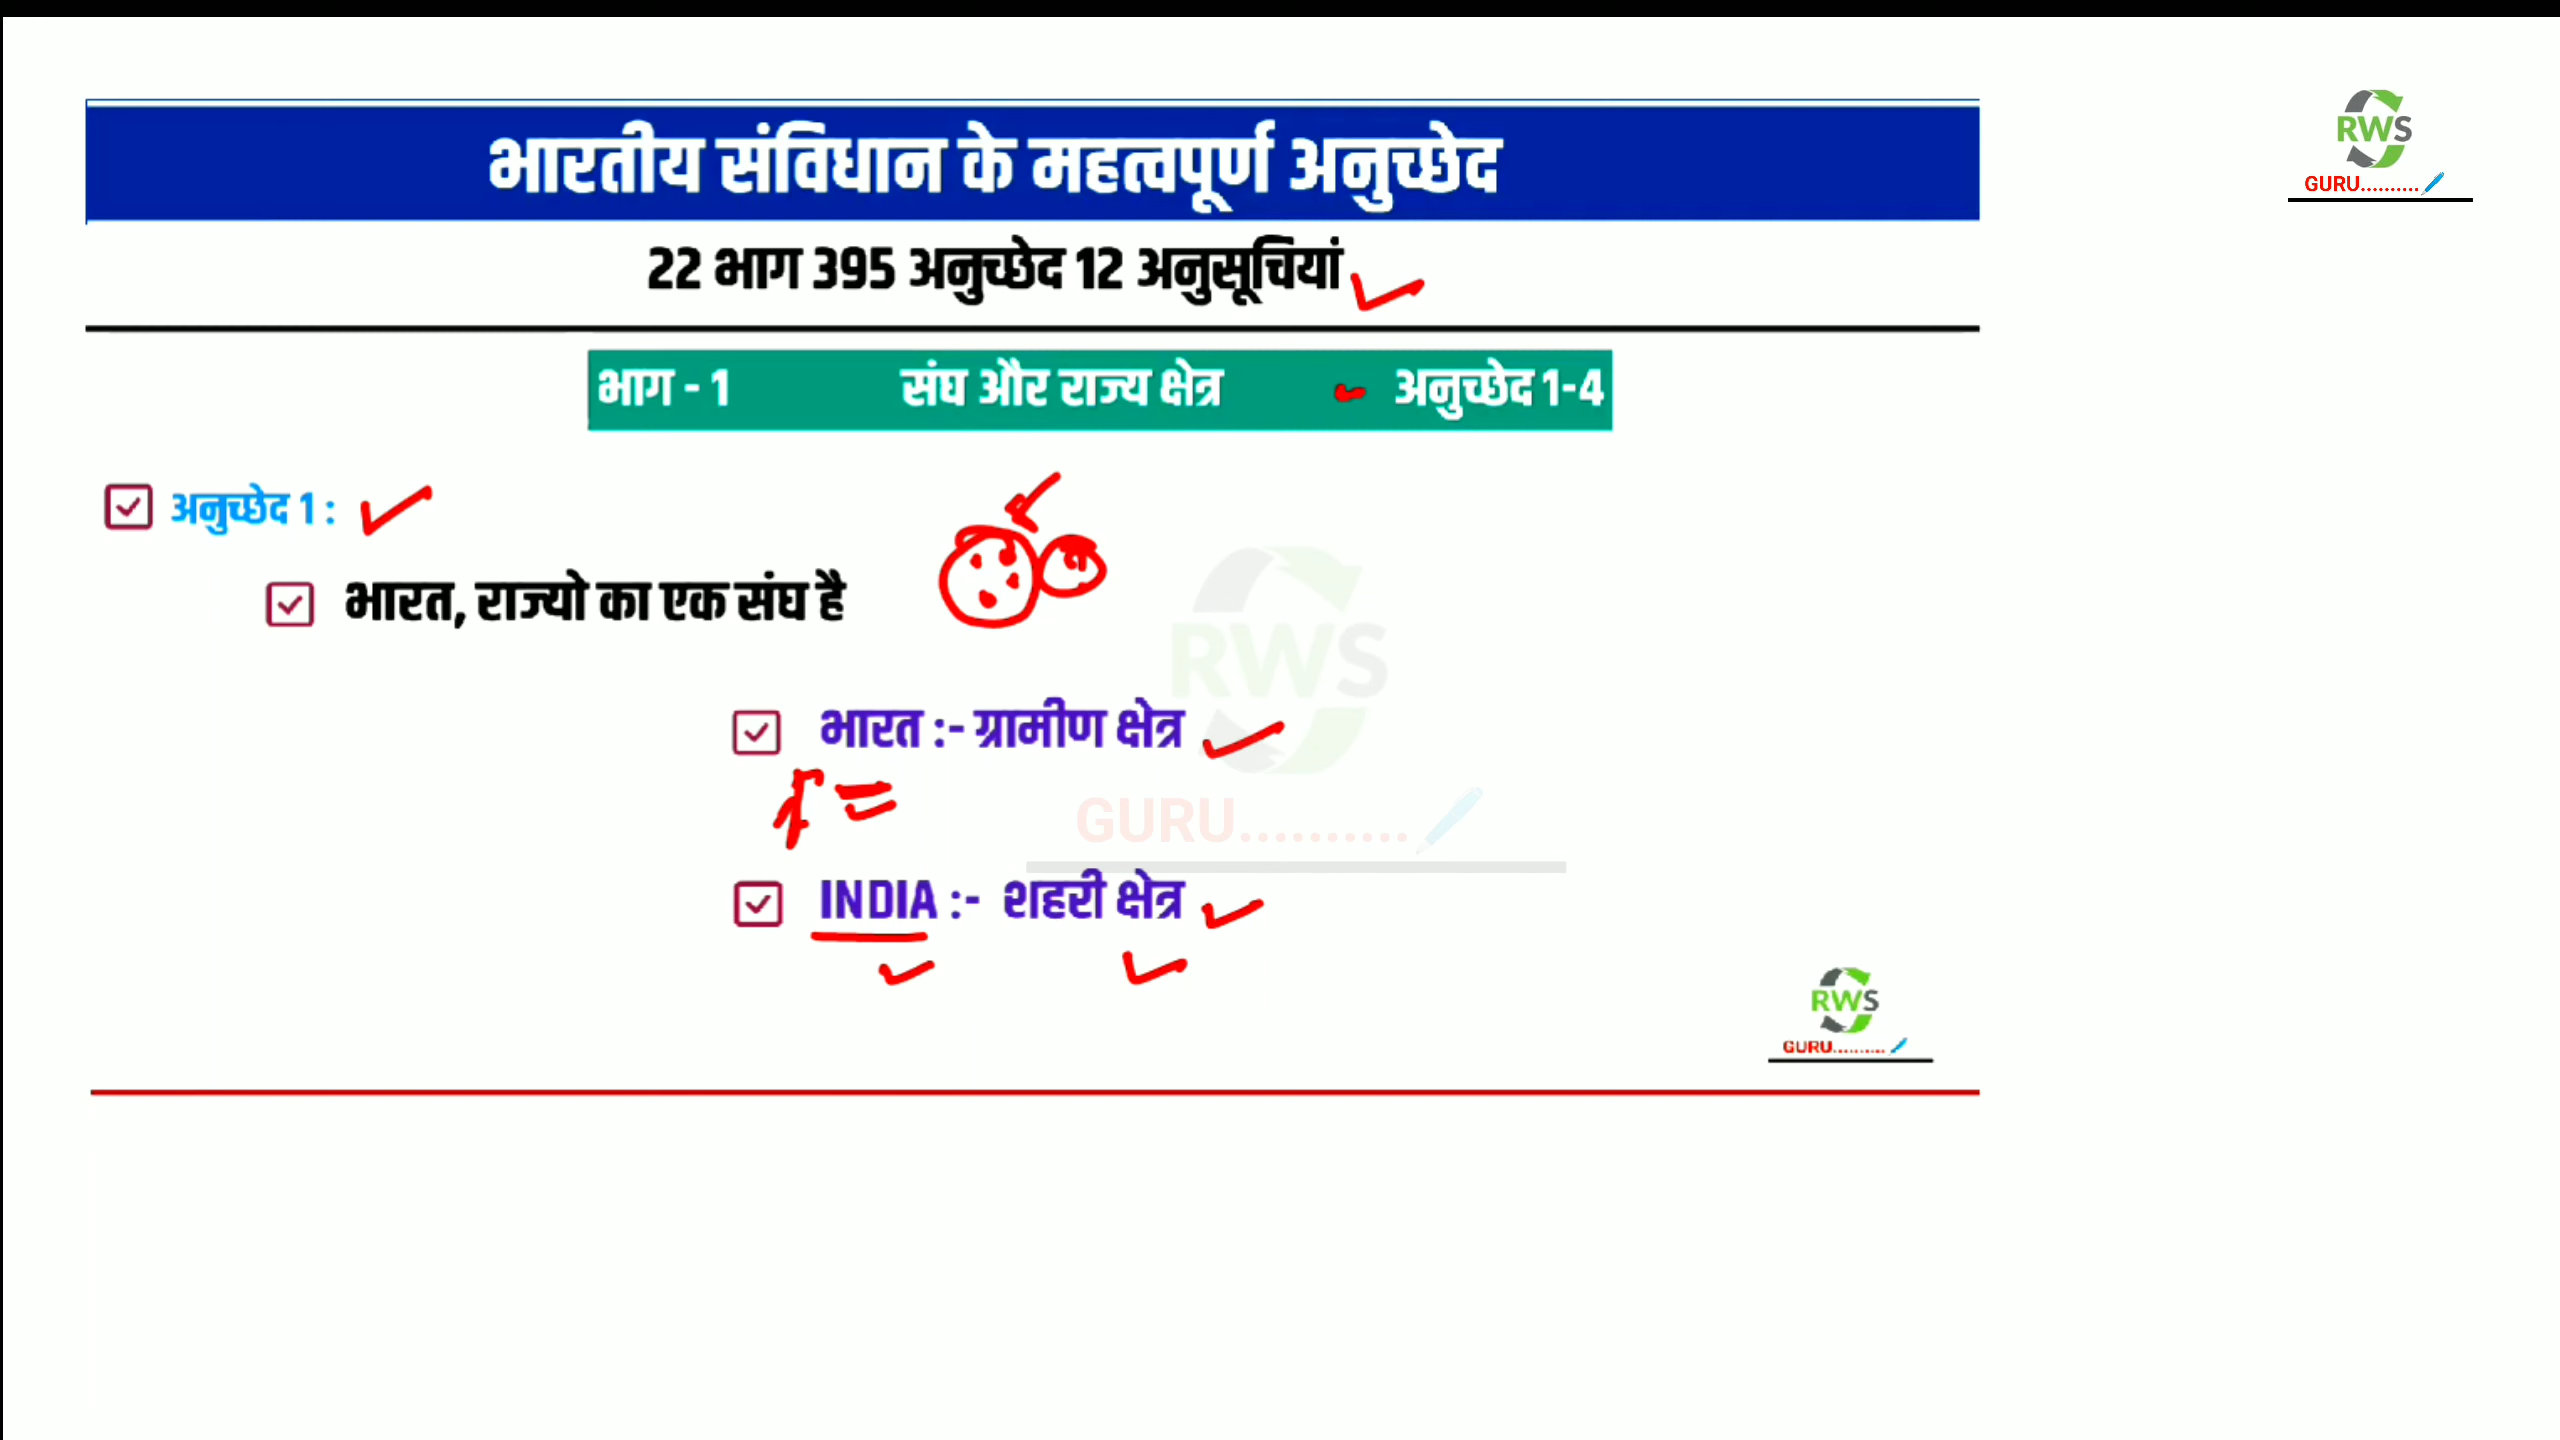 RWS
GURU..........
भारतीय संविधान के महत्वपूर्ण अनुच्छेद
22 भाग 395 अनुच्छेद 12 अनुसूचियां
भाग - 1 संघ और राज्य क्षेत्र अनुच्छेद 1-4
अनुच्छेद 1 :
भारत, राज्यो का एक संघ है
भारत :- ग्रामीण क्षेत्र
RWS
GURU..........
INDIA :- शहरी क्षेत्र
RWS
GURU..........